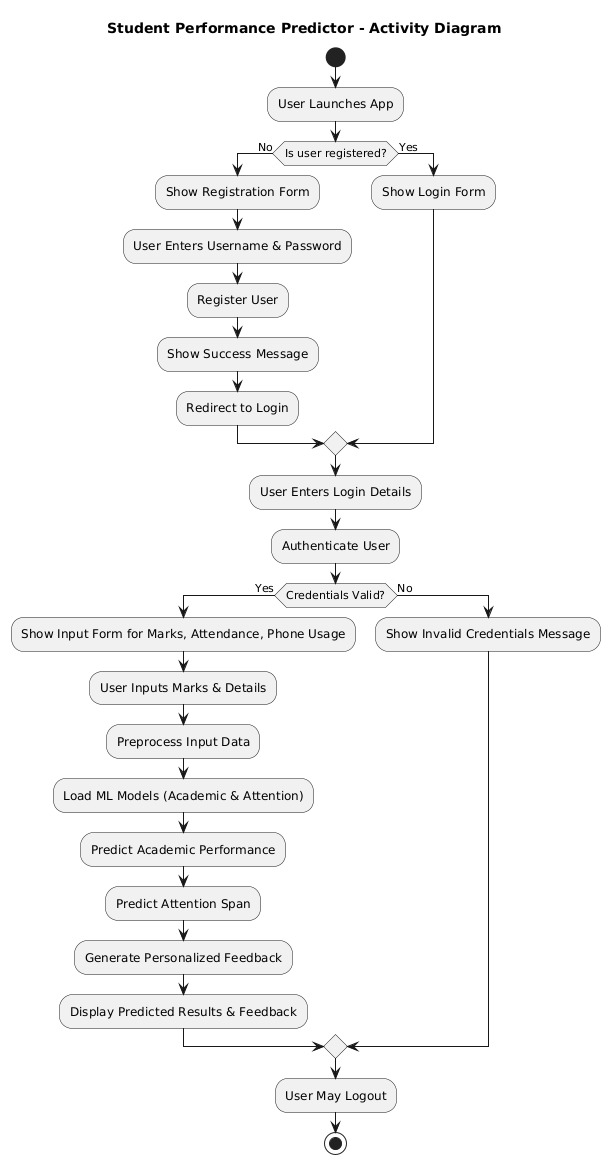 Student Performance Predictor - Activity Diagram
User Launches App
Is user registered?
No
Yes
Show Registration Form
Show Login Form
User Enters Username & Password
Register User
Show Success Message
Redirect to Login
User Enters Login Details
Authenticate User
Credentials Valid?
Yes
No
Show Input Form for Marks, Attendance, Phone Usage
Show Invalid Credentials Message
User Inputs Marks & Details
Preprocess Input Data
Load ML Models (Academic & Attention)
Predict Academic Performance
Predict Attention Span
Generate Personalized Feedback
Display Predicted Results & Feedback
User May Logout